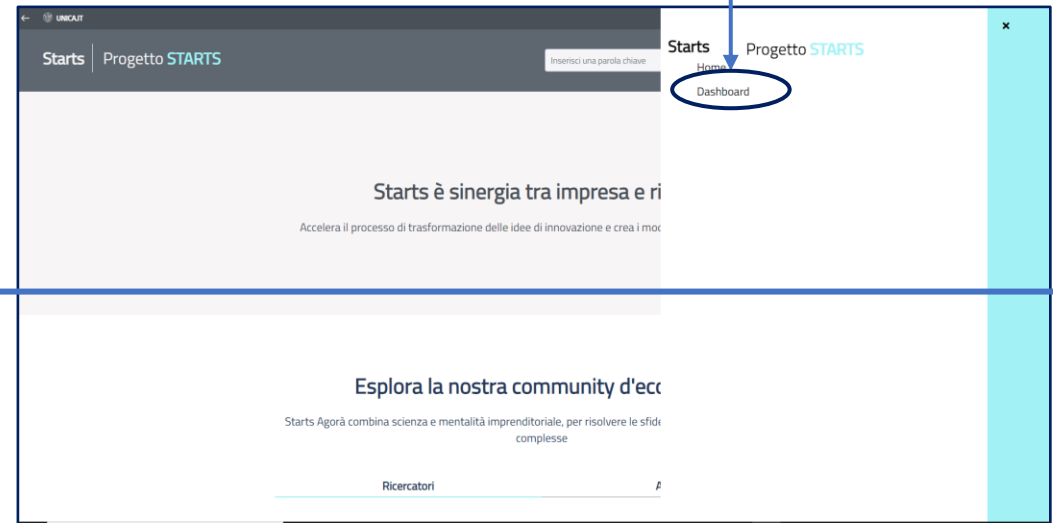 UNICA.IT
×
Starts Progetto STARTS
Inserisci una parola chiave
Starts Progetto STARTS
Home
Dashboard
Starts è sinergia tra impresa e ri
Accelera il processo di trasformazione delle idee di innovazione e crea i
Esplora la nostra community d'ecc
Starts Agorà combina scienza e mentalità imprenditoriale, per risolvere le sfide
complesse
Ricercatori A